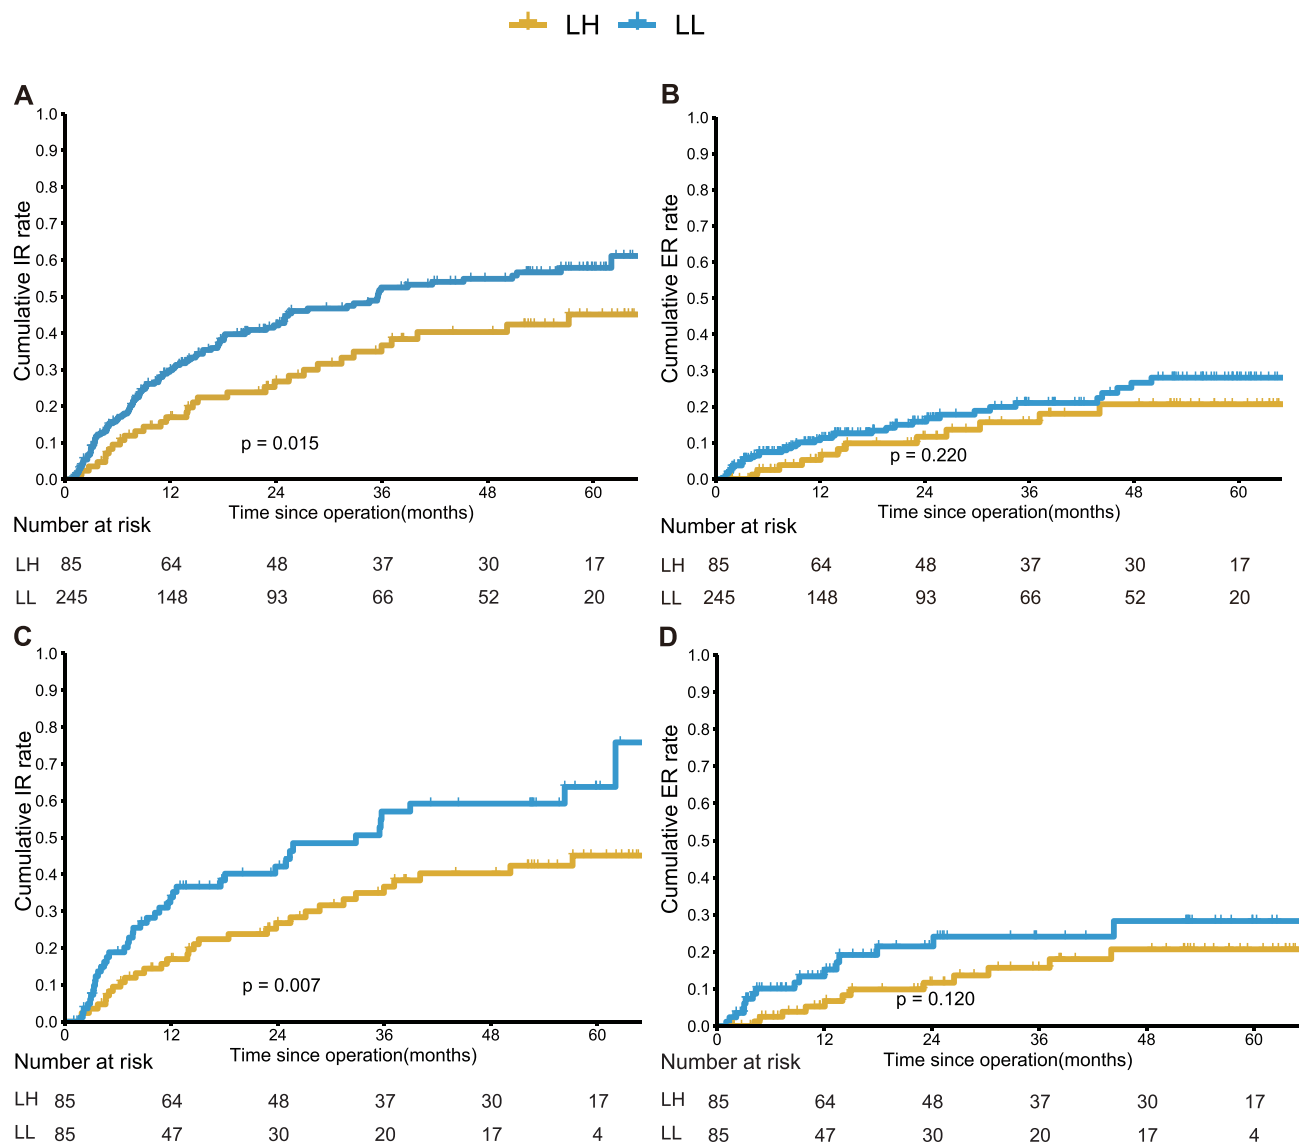 LH LL
A
1.0
0.9
0.8
0.7
0.6
0.5
0.4
0.3
0.2
0.1
0.0
Cumulative IR rate
p = 0.015
0 12 24 36 48 60
Time since operation(months)
Number at risk
LH 85 64 48 37 30 17
LL 245 148 93 66 52 20
B
1.0
0.9
0.8
0.7
0.6
0.5
0.4
0.3
0.2
0.1
0.0
Cumulative ER rate
p = 0.220
0 12 24 36 48 60
Time since operation(months)
Number at risk
LH 85 64 48 37 30 17
LL 245 148 93 66 52 20
C
1.0
0.9
0.8
0.7
0.6
0.5
0.4
0.3
0.2
0.1
0.0
Cumulative IR rate
p = 0.007
0 12 24 36 48 60
Time since operation(months)
Number at risk
LH 85 64 48 37 30 17
LL 85 47 30 20 17 4
D
1.0
0.9
0.8
0.7
0.6
0.5
0.4
0.3
0.2
0.1
0.0
Cumulative ER rate
p = 0.120
0 12 24 36 48 60
Time since operation(months)
Number at risk
LH 85 64 48 37 30 17
LL 85 47 30 20 17 4